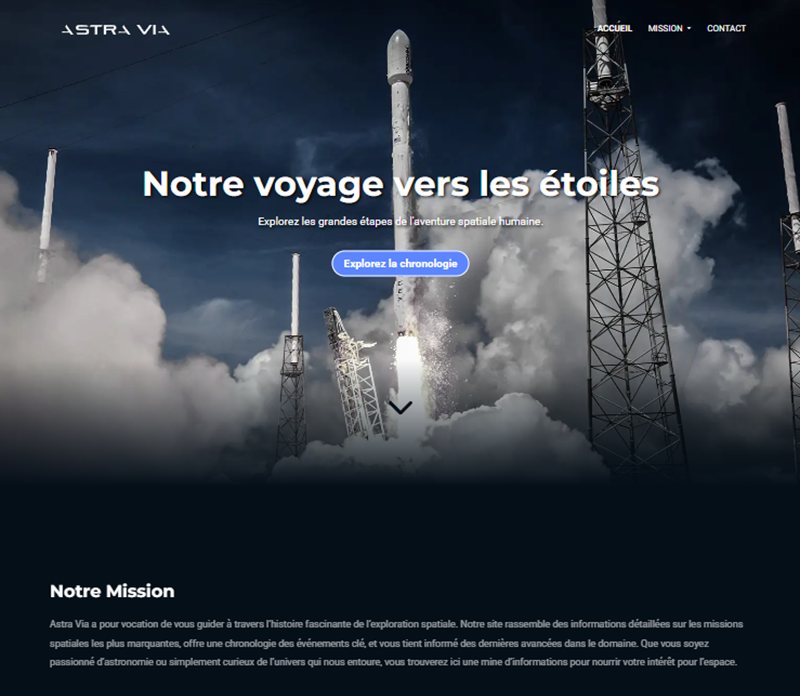 ASTRA VIA
ACCUEIL MISSION CONTACT
Notre voyage vers les étoiles
Explorez les grandes étapes de l'aventure spatiale humaine.
Explorez la chronologie
Notre Mission
Astra Via a pour vocation de vous guider à travers l'histoire fascinante de l'exploration spatiale. Notre site rassemble des informations détaillées sur les missions
spatiales les plus marquantes, offre une chronologie des événements clé, et vous tient informé des dernières avancées dans le domaine. Que vous soyez
passionné d'astronomie ou simplement curieux de l'univers qui nous entoure, vous trouverez ici une mine d'informations pour nourrir votre intérêt pour l'espace.